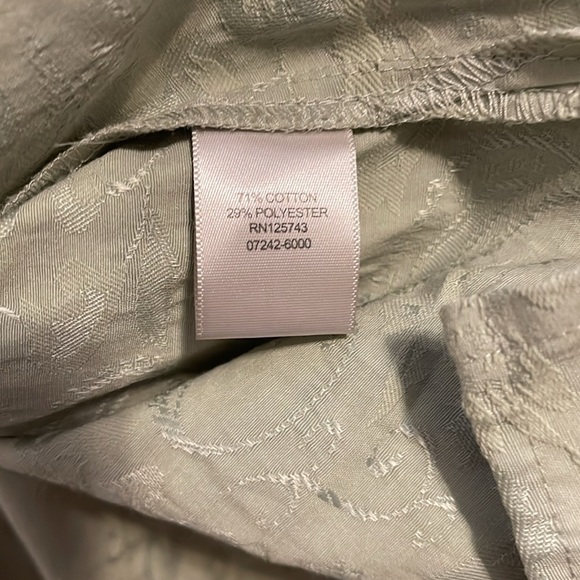 71% COTTON
29% POLYESTER
RN125743
07242-6000